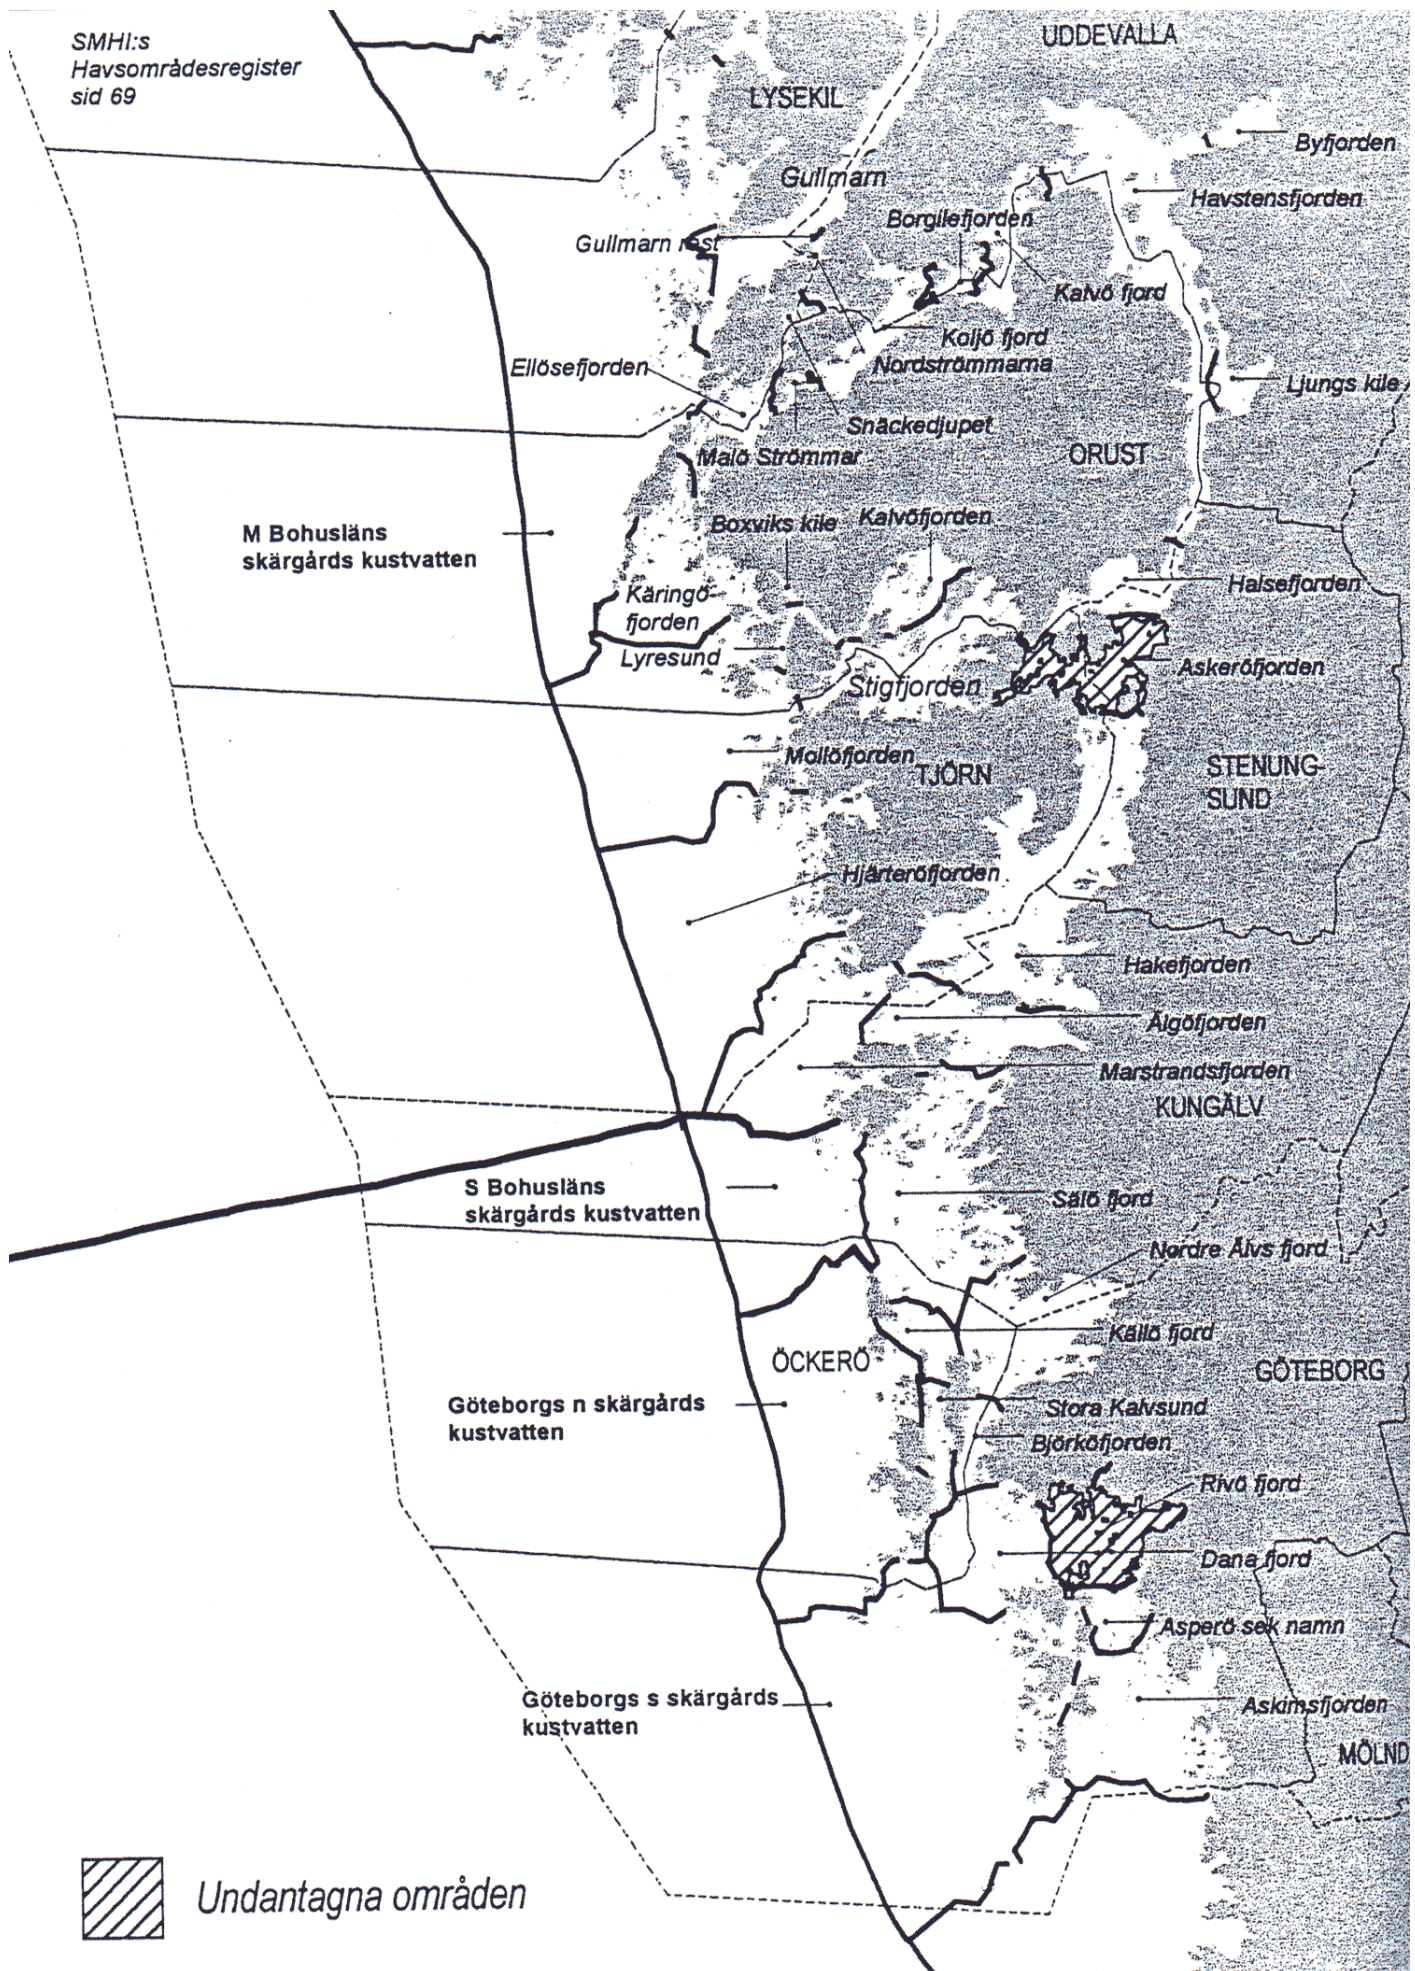 SMHI:s
Havsområdesregister
sid 69
UDDEVALLA
LYSEKIL
Byfjorden
Gullmarn
Havstensfjorden
Borgilefjorden
Gullmarn rest
Kalvö fjord
Koljö fjord
Ellösefjorden
Nordströmmarna
Ljungs kile
Snäckedjupet
ORUST
Malö Strömmar
Boxviks kile
Kalvöfjorden
M Bohusläns
skärgårds kustvatten
Halsefjorden
Käringö-
fjorden
Lyresund
Askeröfjorden
Stigfjorden
Mollöfjorden
TJÖRN
STENUNG-
SUND
Hjärteröfjorden
Hakefjorden
Älgöfjorden
Marstrandsfjorden
KUNGÄLV
S Bohusläns
skärgårds kustvatten
Sälö fjord
Nordre Älvs fjord
Källö fjord
ÖCKERÖ
GÖTEBORG
Göteborgs n skärgårds
kustvatten
Stora Kalvsund
Björköfjorden
Rivö fjord
Dana fjord
Asperö sek namn
Göteborgs s skärgårds
kustvatten
Askimsfjorden
MÖLND
Undantagna områden